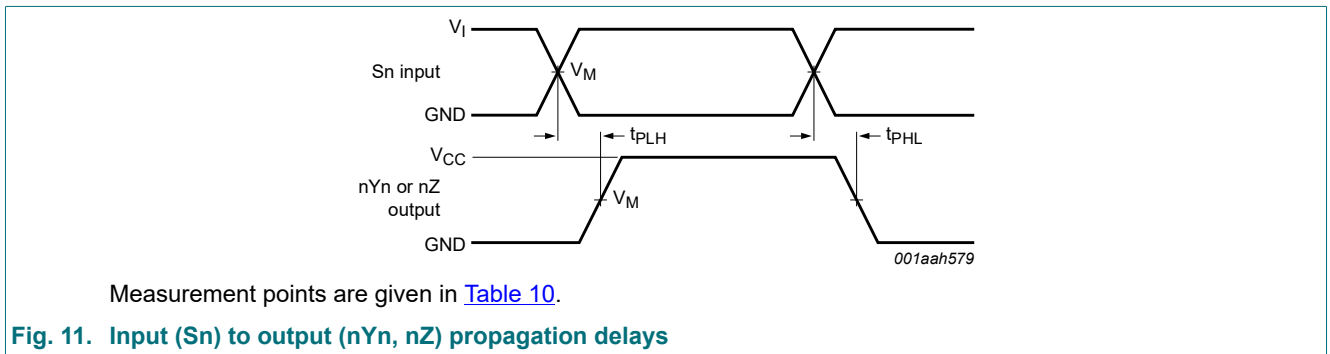 VI
Sn input
VM
GND
tPLH
tPHL
VCC
nYn or nZ
output
VM
GND
001aah579
Measurement points are given in Table 10.
Fig. 11. Input (Sn) to output (nYn, nZ) propagation delays